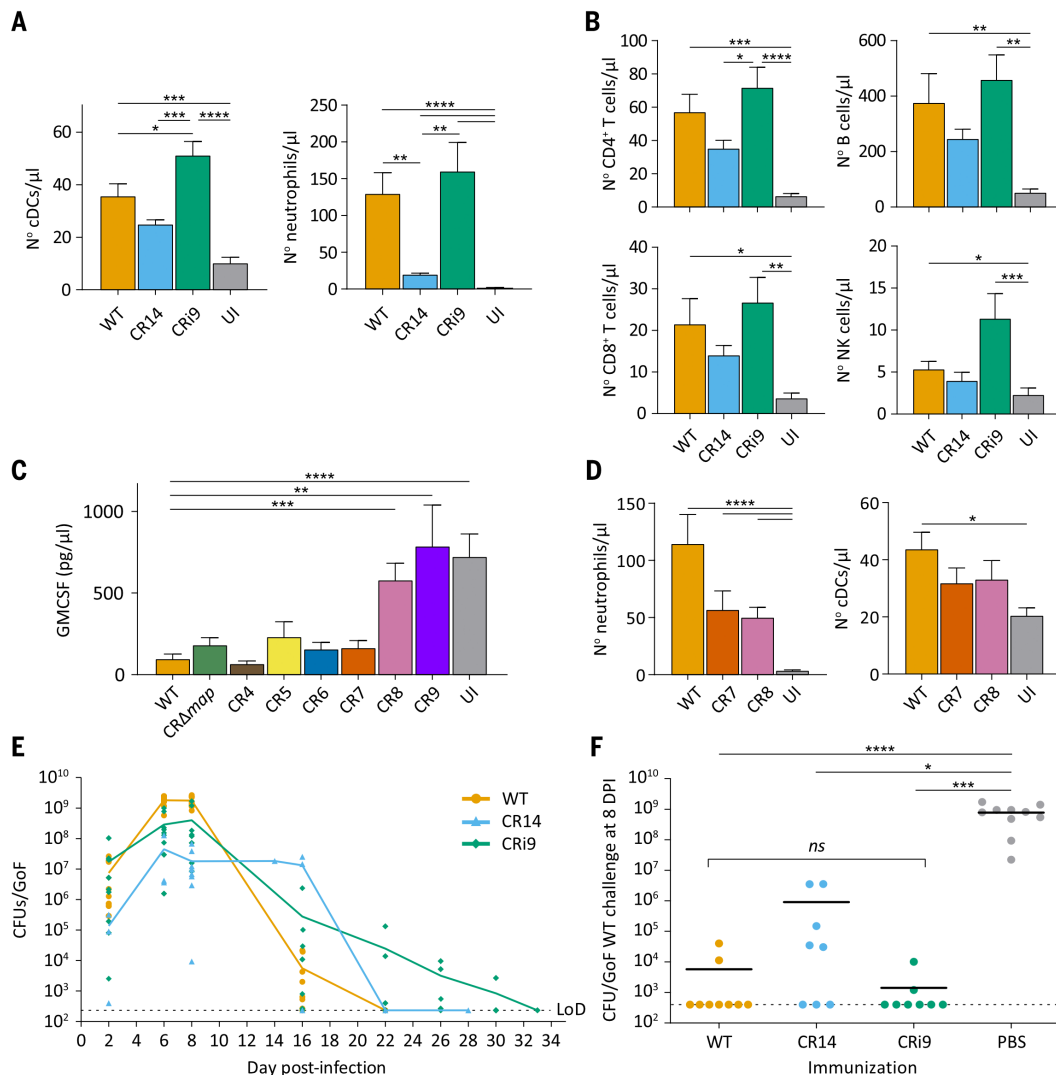 A
B
Nº cDCs/µl
60
40
20
0
***
*** ****
*
WT
CR14
CRi9
UI
Nº neutrophils/µl
250
200
150
100
50
0
****
**
**
WT
CR14
CRi9
UI
Nº CD4⁺ T cells/µl
100
80
60
40
20
0
***
* ****
Nº B cells/µl
600
400
200
0
**
**
Nº CD8⁺ T cells/µl
40
30
20
10
0
*
**
WT
CR14
CRi9
UI
Nº NK cells/µl
20
15
10
5
0
*
***
WT
CR14
CRi9
UI
C
GMCSF (pg/µl)
1000
500
0
****
**
***
WT
CRΔmap
CR4
CR5
CR6
CR7
CR8
CR9
UI
D
Nº neutrophils/µl
150
100
50
0
****
WT
CR7
CR8
UI
Nº cDCs/µl
60
40
20
0
*
WT
CR7
CR8
UI
E
CFUs/GoF
10¹⁰
10⁹
10⁸
10⁷
10⁶
10⁵
10⁴
10³
10²
WT
CR14
CRi9
LoD
0 2 4 6 8 10 12 14 16 18 20 22 24 26 28 30 32 34
Day post-infection
F
CFU/GoF WT challenge at 8 DPI
10¹⁰
10⁹
10⁸
10⁷
10⁶
10⁵
10⁴
10³
10²
****
*
***
ns
WT CR14 CRi9 PBS
Immunization